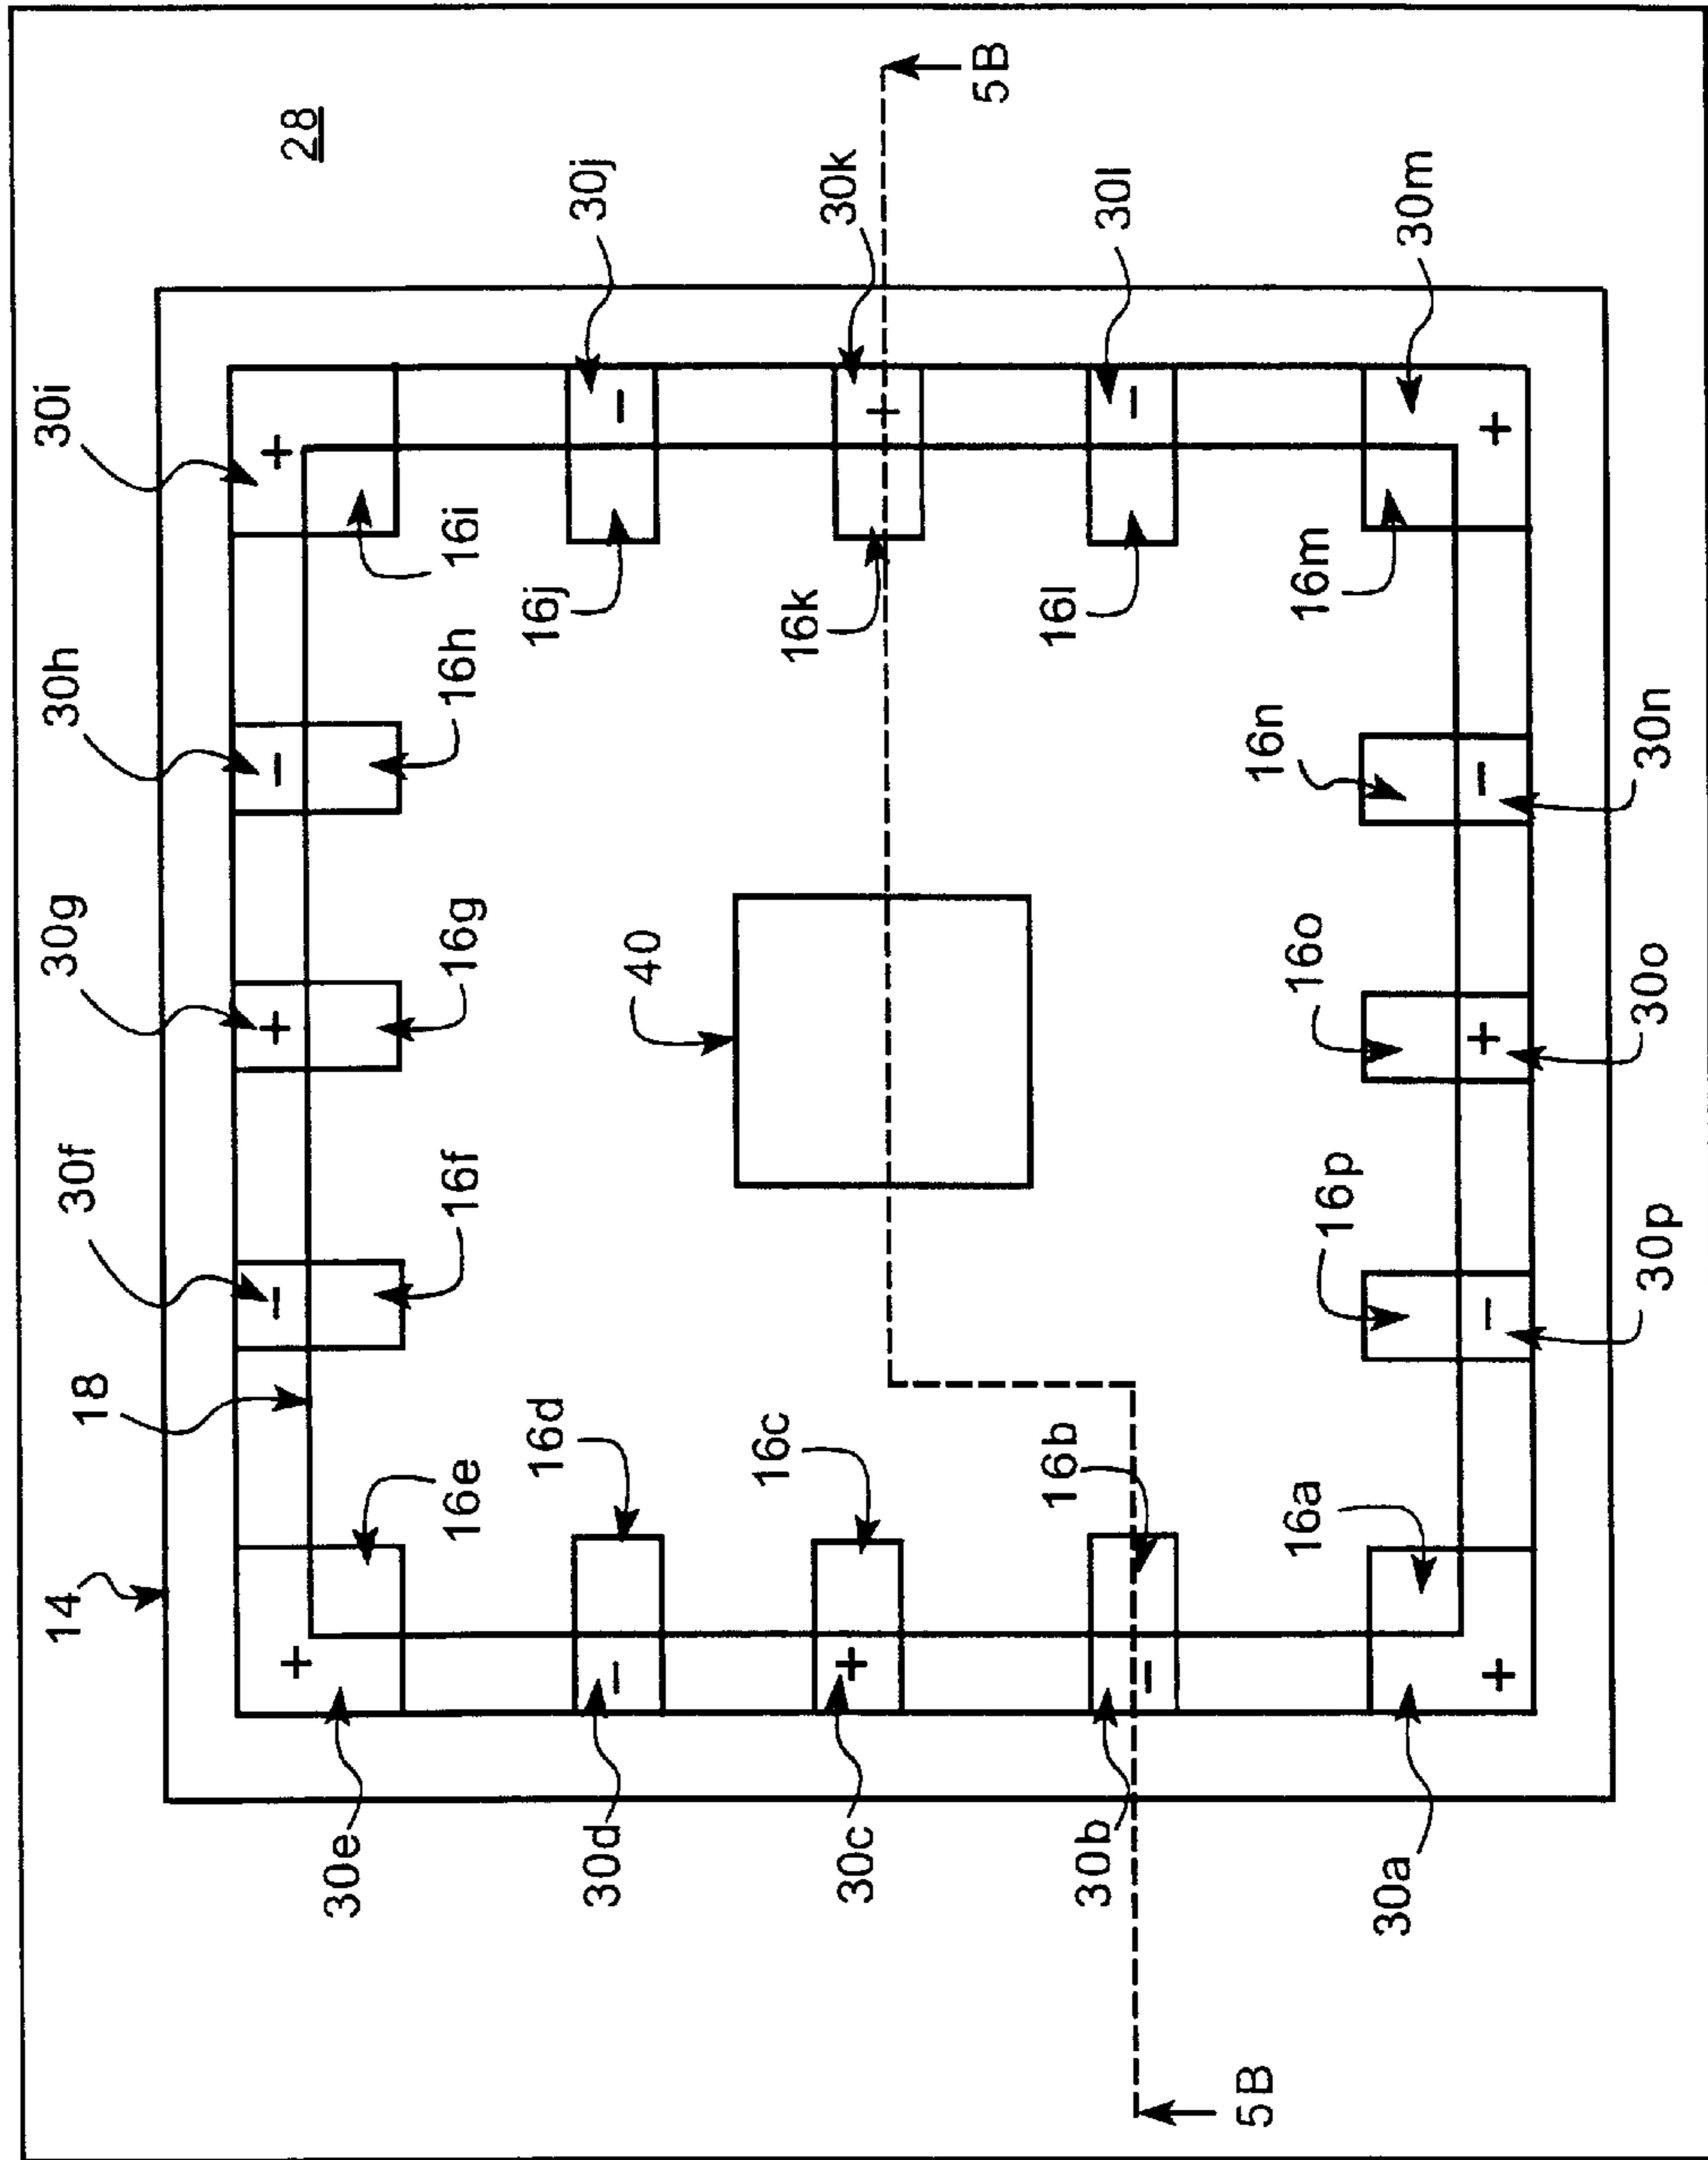 28
5B
30j
30k
30l
30m
30i
+
−
+
−
+
16i
16j
16k
16l
16m
30h
−
16h
16n
−
30n
30g
+
16g
40
16o
+
30o
30f
−
16f
16p
−
30p
18
16e
16d
16c
16b
16a
14
+
−
+
−
+
30e
30d
30c
30b
30a
5B